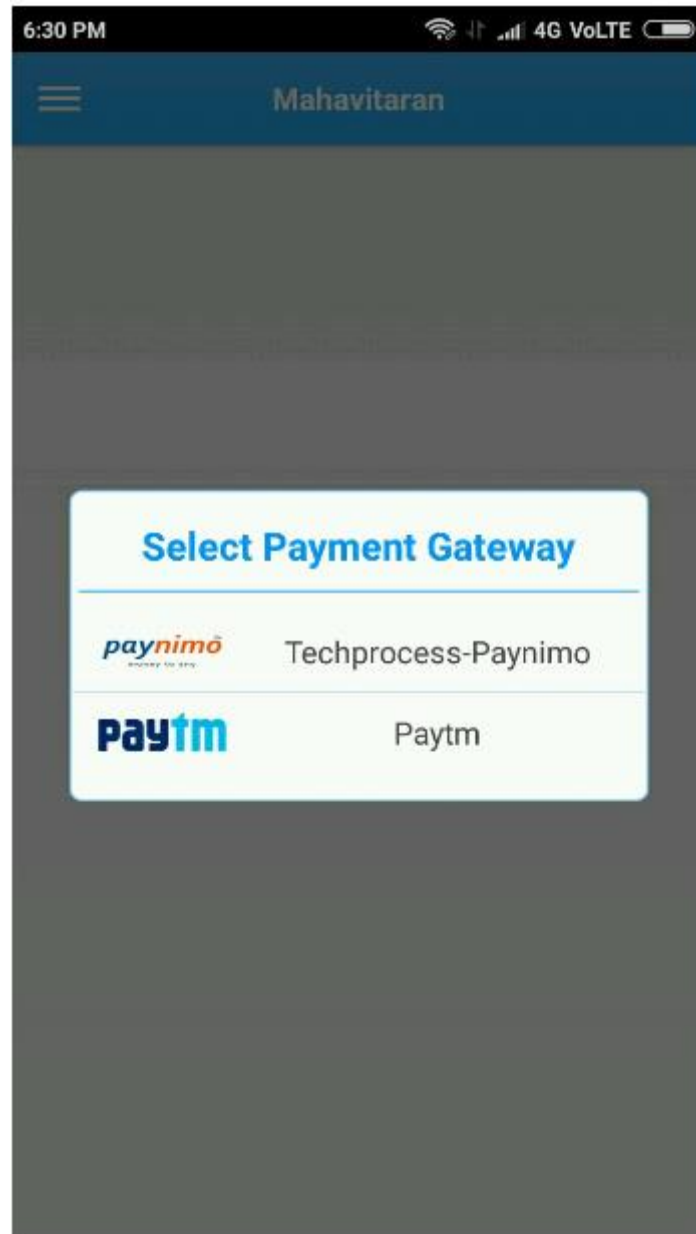 6:30 PM 4G VoLTE
Mahavitaran
Select Payment Gateway
paynimo Techprocess-Paynimo
paytm Paytm